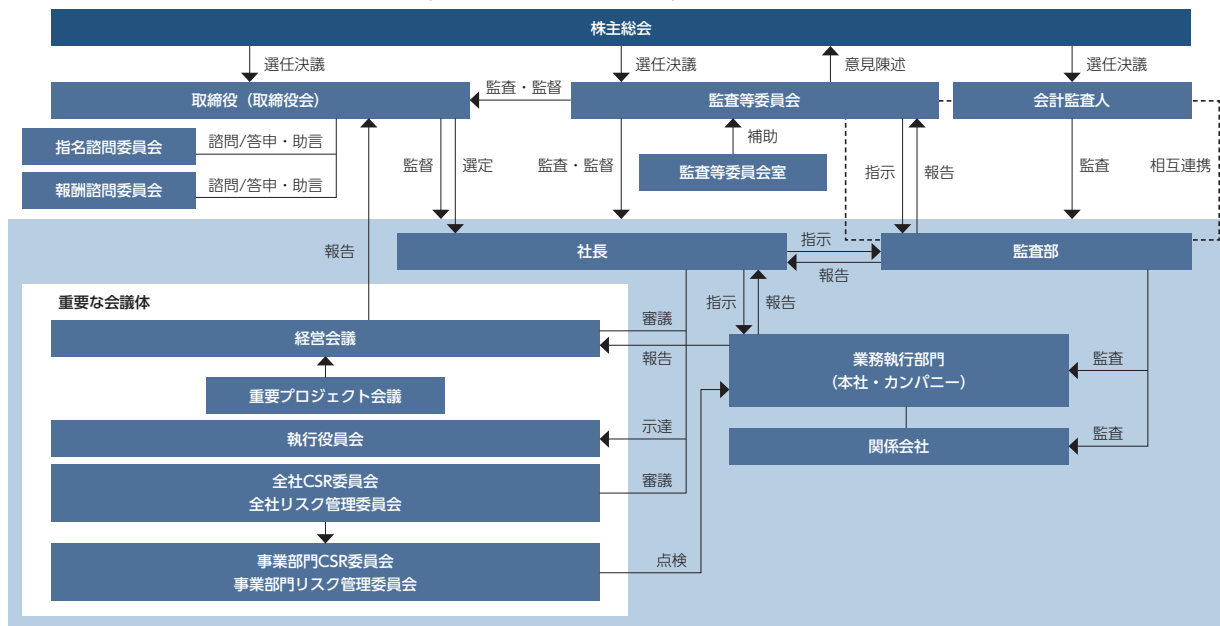 株主総会
選任決議
選任決議
意見陳述
選任決議
取締役（取締役会）
監査・監督
監査等委員会
会計監査人
指名諮問委員会
諮問/答申・助言
報酬諮問委員会
諮問/答申・助言
監督
選定
監査・監督
補助
監査等委員会室
指示
報告
監査
相互連携
報告
社長
指示
報告
監査部
重要な会議体
指示
報告
審議
経営会議
報告
業務執行部門
（本社・カンパニー）
監査
重要プロジェクト会議
執行役員会
示達
関係会社
監査
全社CSR委員会
全社リスク管理委員会
審議
事業部門CSR委員会
事業部門リスク管理委員会
点検